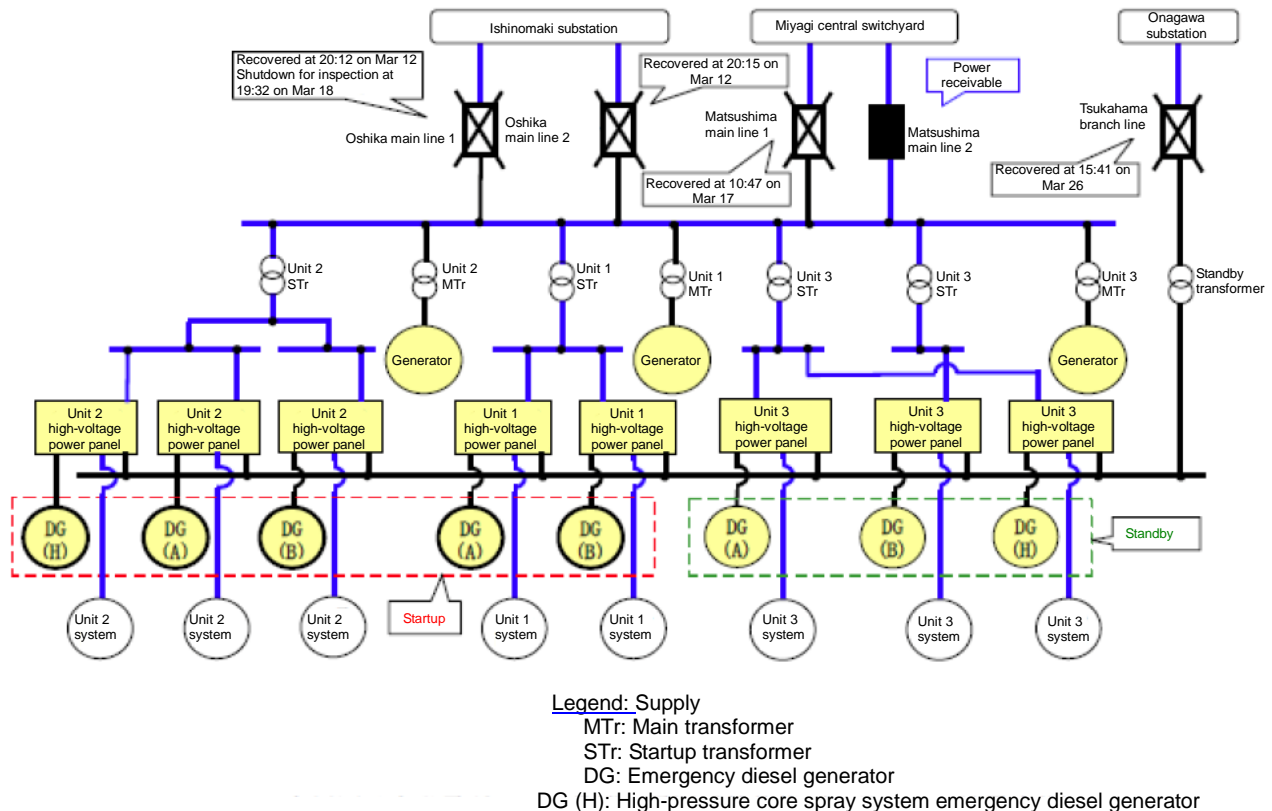 Ishinomaki substation
Miyagi central switchyard
Onagawa
substation
Recovered at 20:12 on Mar 12
Shutdown for inspection at
19:32 on Mar 18
Recovered at 20:15 on
Mar 12
Power
receivable
Oshika main line 1
Oshika
main line 2
Matsushima
main line 1
Matsushima
main line 2
Tsukahama
branch line
Recovered at 10:47 on
Mar 17
Recovered at 15:41 on
Mar 26
Unit 2
STr
Unit 2
MTr
Unit 1
STr
Unit 1
MTr
Unit 3
STr
Unit 3
STr
Unit 3
MTr
Standby
transformer
Generator
Generator
Generator
Unit 2
high-voltage
power panel
Unit 2
high-voltage
power panel
Unit 2
high-voltage
power panel
Unit 1
high-voltage
power panel
Unit 1
high-voltage
power panel
Unit 3
high-voltage
power panel
Unit 3
high-voltage
power panel
Unit 3
high-voltage
power panel
DG
(H)
DG
(A)
DG
(B)
DG
(A)
DG
(B)
DG
(A)
DG
(B)
DG
(H)
Standby
Startup
Unit 2
system
Unit 2
system
Unit 2
system
Unit 1
system
Unit 1
system
Unit 3
system
Unit 3
system
Unit 3
system
Legend: Supply
MTr: Main transformer
STr: Startup transformer
DG: Emergency diesel generator
DG (H): High-pressure core spray system emergency diesel generator